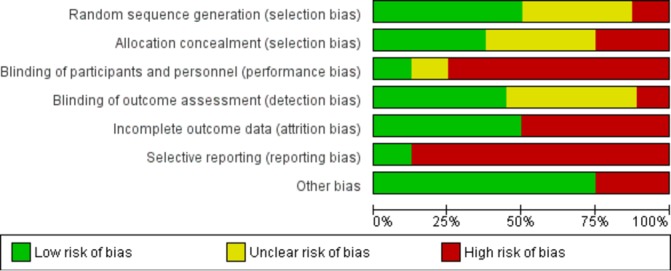 Random sequence generation (selection bias)
Allocation concealment (selection bias)
Blinding of participants and personnel (performance bias)
Blinding of outcome assessment (detection bias)
Incomplete outcome data (attrition bias)
Selective reporting (reporting bias)
Other bias
0% 25% 50% 75% 100%
Low risk of bias Unclear risk of bias High risk of bias